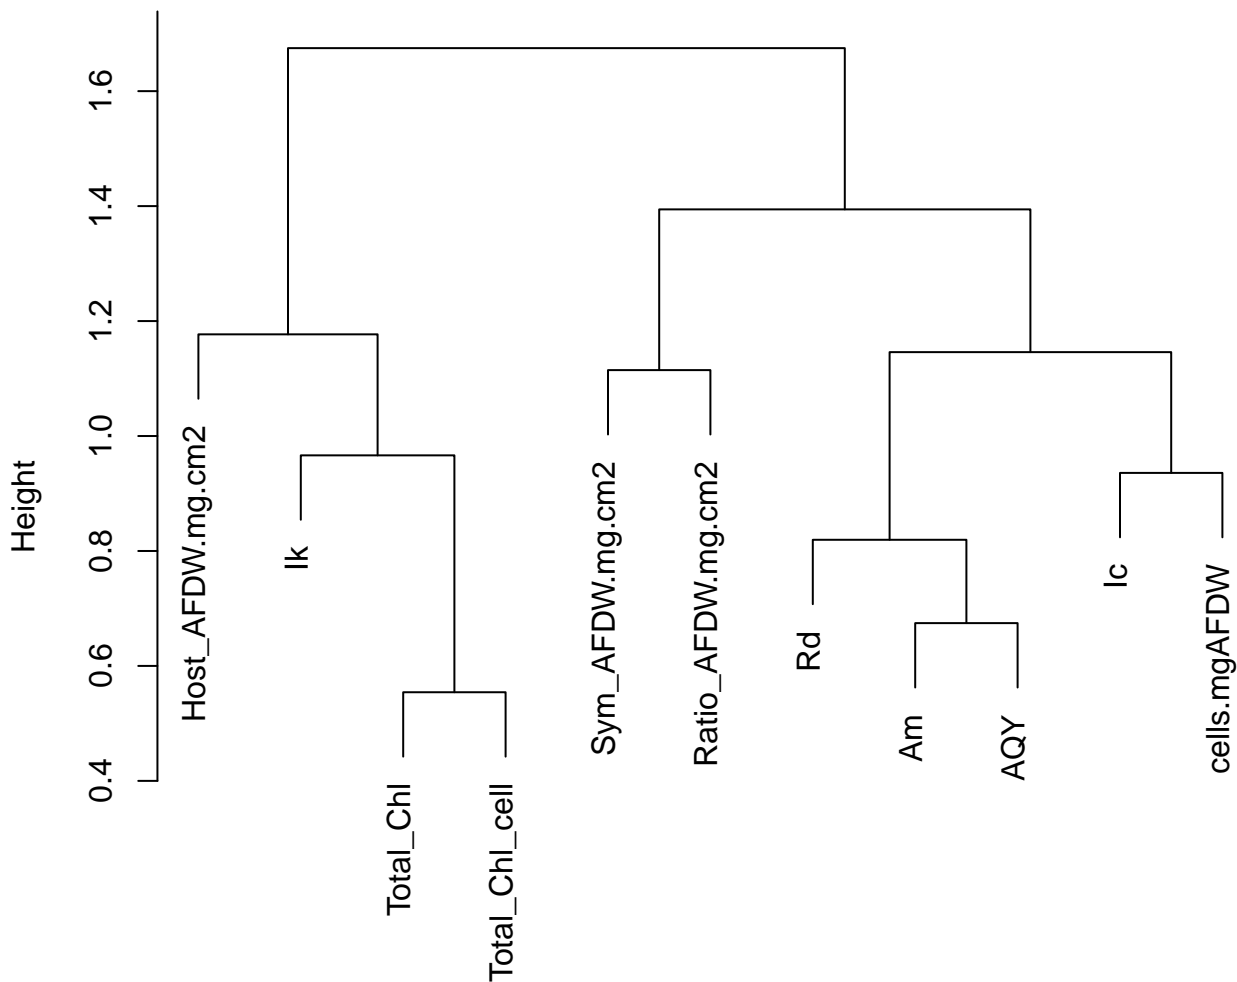 Height
1.6
1.4
1.2
1.0
0.8
0.6
0.4
Host_AFDW.mg.cm2
Ik
Total_Chl
Total_Chl_cell
Sym_AFDW.mg.cm2
Ratio_AFDW.mg.cm2
Rd
Am
AQY
Ic
cells.mgAFDW